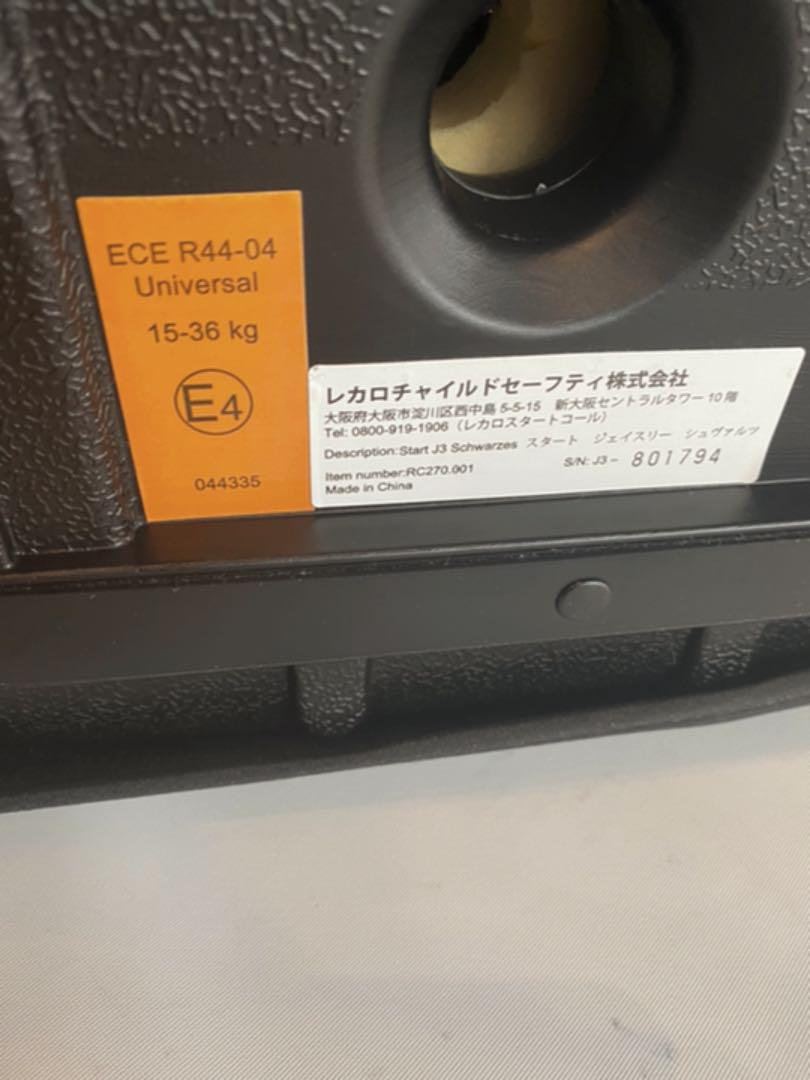 ECE R44-04
Universal
15-36 kg
E4
044335
レカロチャイルドセーフティ株式会社
大阪府大阪市淀川区西中島 5-5-15 新大阪セントラルタワー 10 階
Tel: 0800-919-1906（レカロスタートコール）
Description:Start J3 Schwarzes スタート ジェイスリー シュヴァルツ
Item number:RC270.001 S/N: J3－ 801794
Made in China